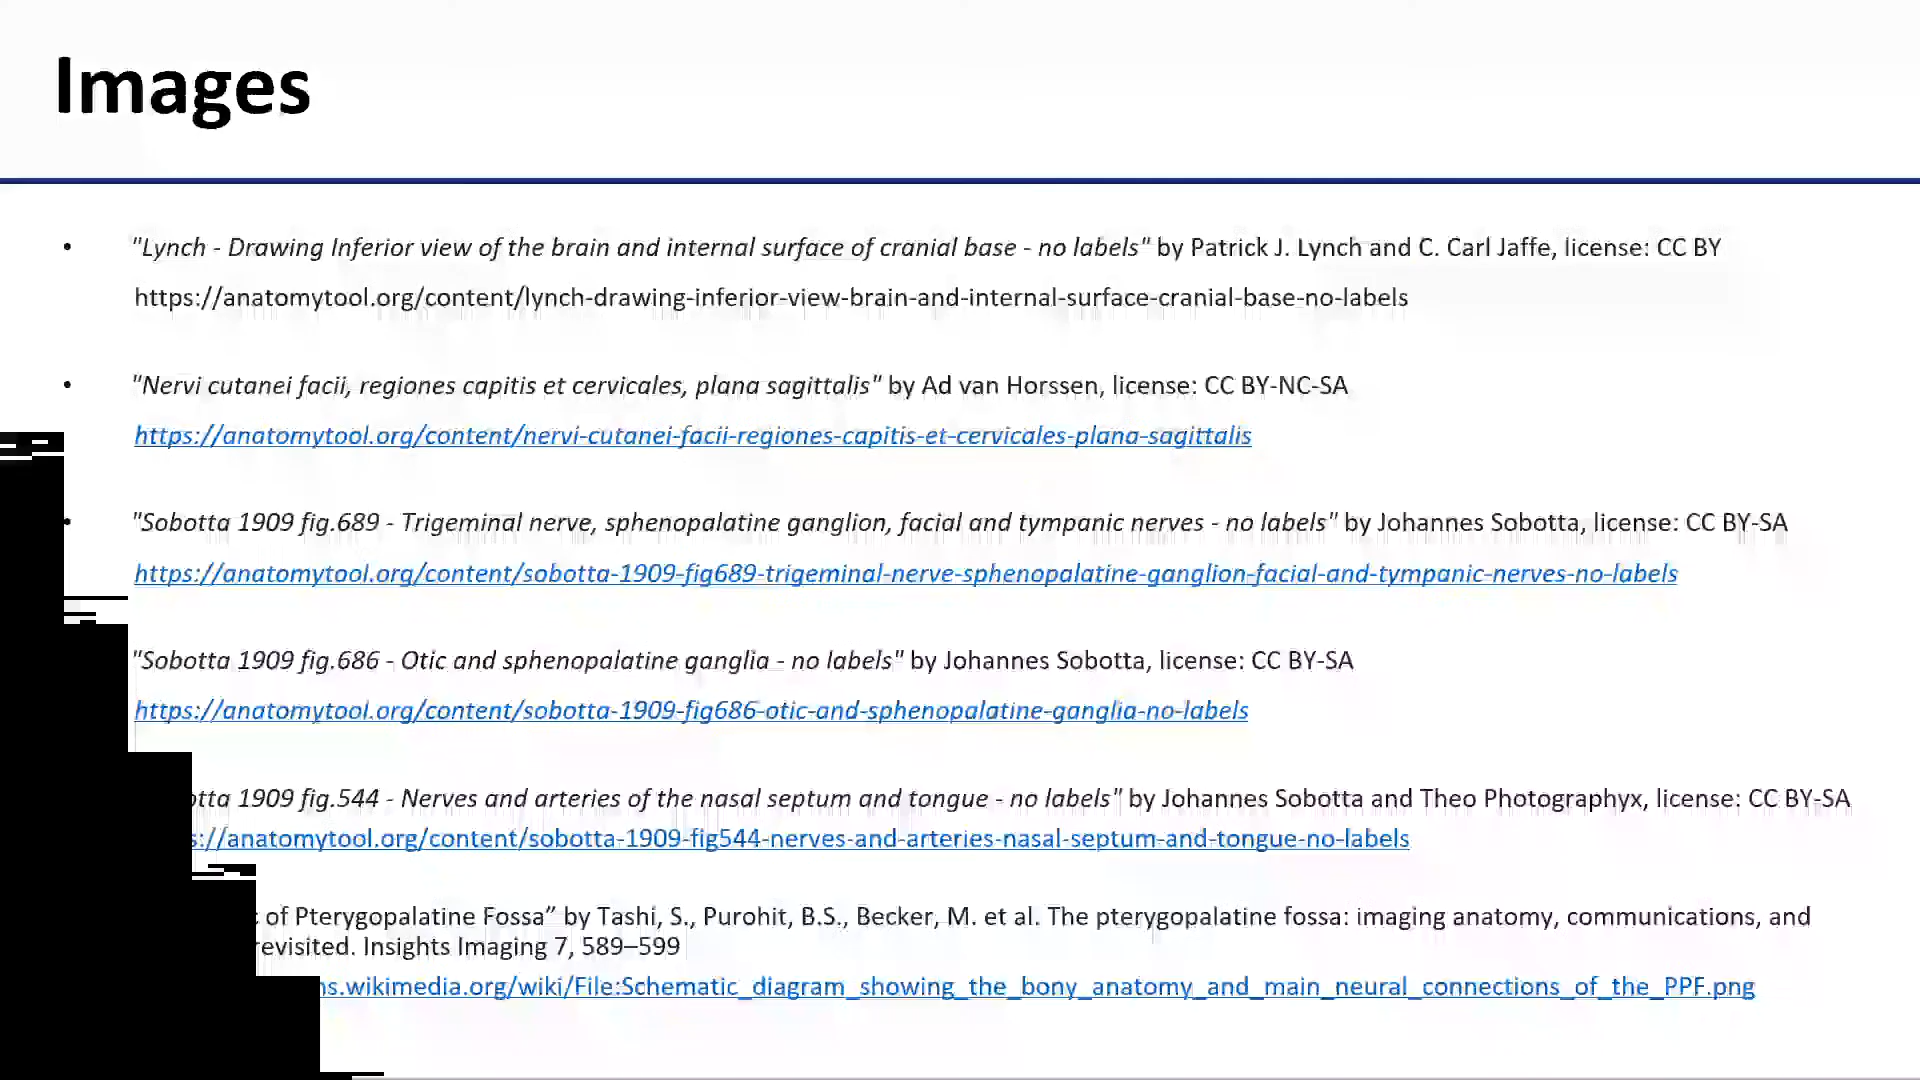 Images
• "Lynch - Drawing Inferior view of the brain and internal surface of cranial base - no labels" by Patrick J. Lynch and C. Carl Jaffe, license: CC BY
https://anatomytool.org/content/lynch-drawing-inferior-view-brain-and-internal-surface-cranial-base-no-labels
• "Nervi cutanei facii, regiones capitis et cervicales, plana sagittalis" by Ad van Horssen, license: CC BY-NC-SA
https://anatomytool.org/content/nervi-cutanei-facii-regiones-capitis-et-cervicales-plana-sagittalis
• "Sobotta 1909 fig.689 - Trigeminal nerve, sphenopalatine ganglion, facial and tympanic nerves - no labels" by Johannes Sobotta, license: CC BY-SA
https://anatomytool.org/content/sobotta-1909-fig689-trigeminal-nerve-sphenopalatine-ganglion-facial-and-tympanic-nerves-no-labels
"Sobotta 1909 fig.686 - Otic and sphenopalatine ganglia - no labels" by Johannes Sobotta, license: CC BY-SA
https://anatomytool.org/content/sobotta-1909-fig686-otic-and-sphenopalatine-ganglia-no-labels
1909 fig.544 - Nerves and arteries of the nasal septum and tongue - no labels" by Johannes Sobotta and Theo Photographyx, license: CC BY-SA
s://anatomytool.org/content/sobotta-1909-fig544-nerves-and-arteries-nasal-septum-and-tongue-no-labels
of Pterygopalatine Fossa” by Tashi, S., Purohit, B.S., Becker, M. et al. The pterygopalatine fossa: imaging anatomy, communications, and
revisited. Insights Imaging 7, 589–599
ns.wikimedia.org/wiki/File:Schematic_diagram_showing_the_bony_anatomy_and_main_neural_connections_of_the_PPF.png